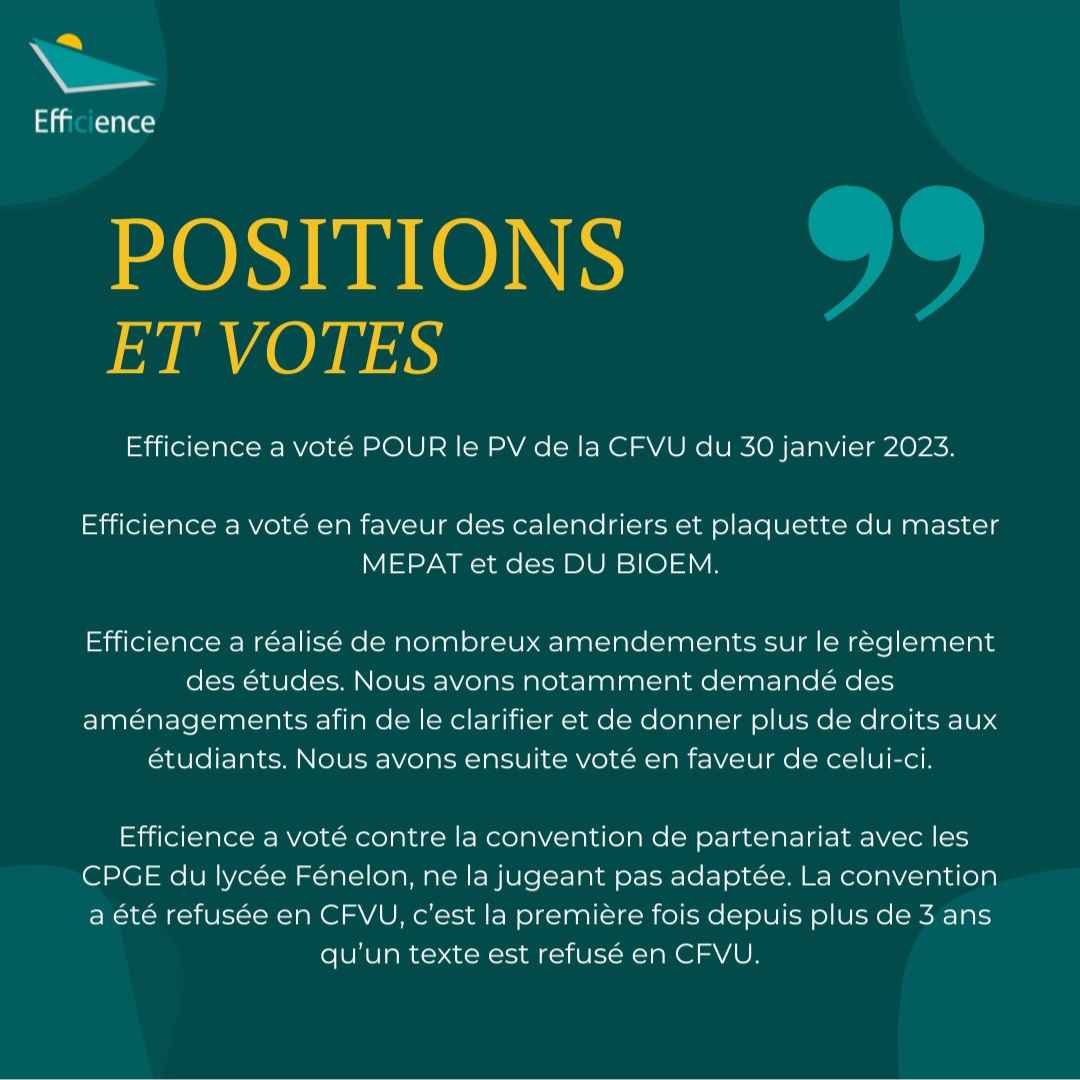 Efficience
POSITIONS
ET VOTES
Efficience a voté POUR le PV de la CFVU du 30 janvier 2023.
Efficience a voté en faveur des calendriers et plaquette du master
MEPAT et des DU BIOEM.
Efficience a réalisé de nombreux amendements sur le règlement
des études. Nous avons notamment demandé des
aménagements afin de le clarifier et de donner plus de droits aux
étudiants. Nous avons ensuite voté en faveur de celui-ci.
Efficience a voté contre la convention de partenariat avec les
CPGE du lycée Fénelon, ne la jugeant pas adaptée. La convention
a été refusée en CFVU, c’est la première fois depuis plus de 3 ans
qu’un texte est refusé en CFVU.